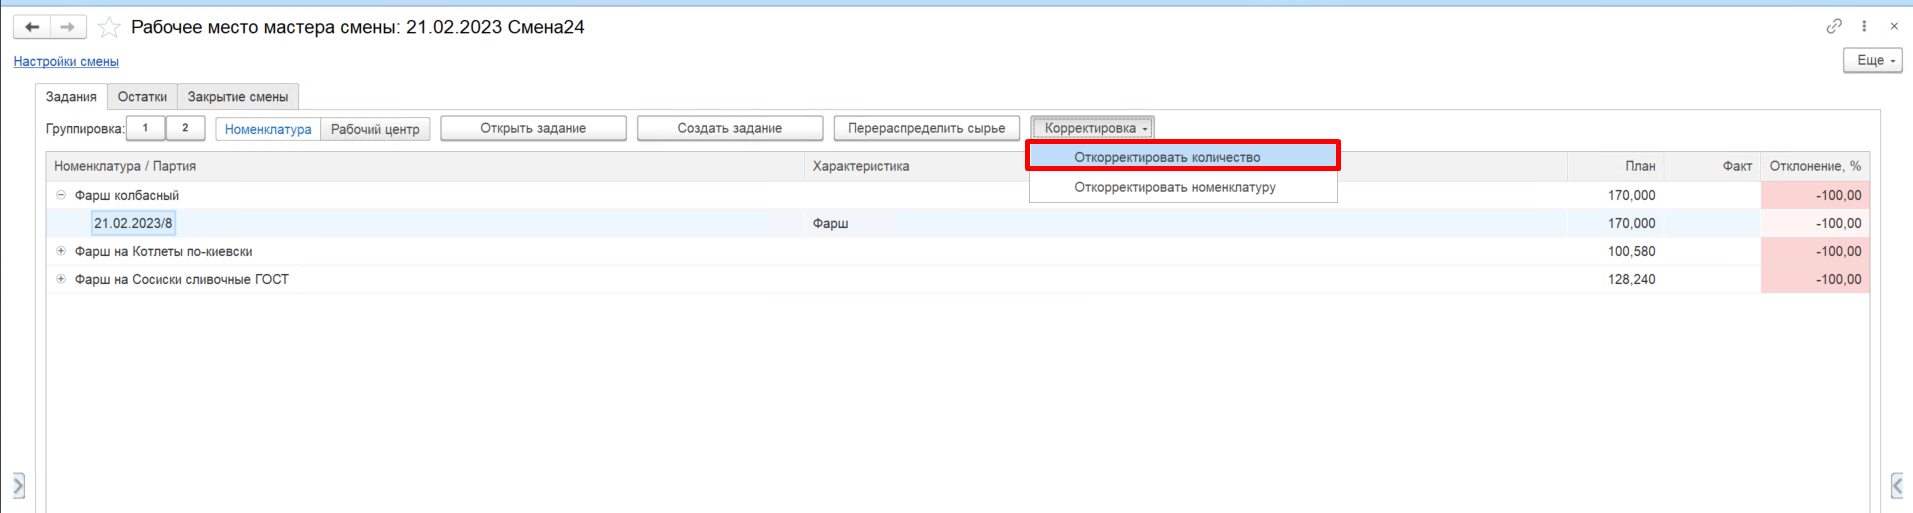 Рабочее место мастера смены: 21.02.2023 Смена24
Настройки смены
Еще
Задания Остатки Закрытие смены
Группировка: 1 2 Номенклатура Рабочий центр Открыть задание Создать задание Перераспределить сырье Корректировка
Откорректировать количество
Откорректировать номенклатуру
Номенклатура / Партия Характеристика План Факт Отклонение, %
Фарш колбасный 170,000 -100,00
21.02.2023/8 Фарш 170,000 -100,00
Фарш на Котлеты по-киевски 100,580 -100,00
Фарш на Сосиски сливочные ГОСТ 128,240 -100,00